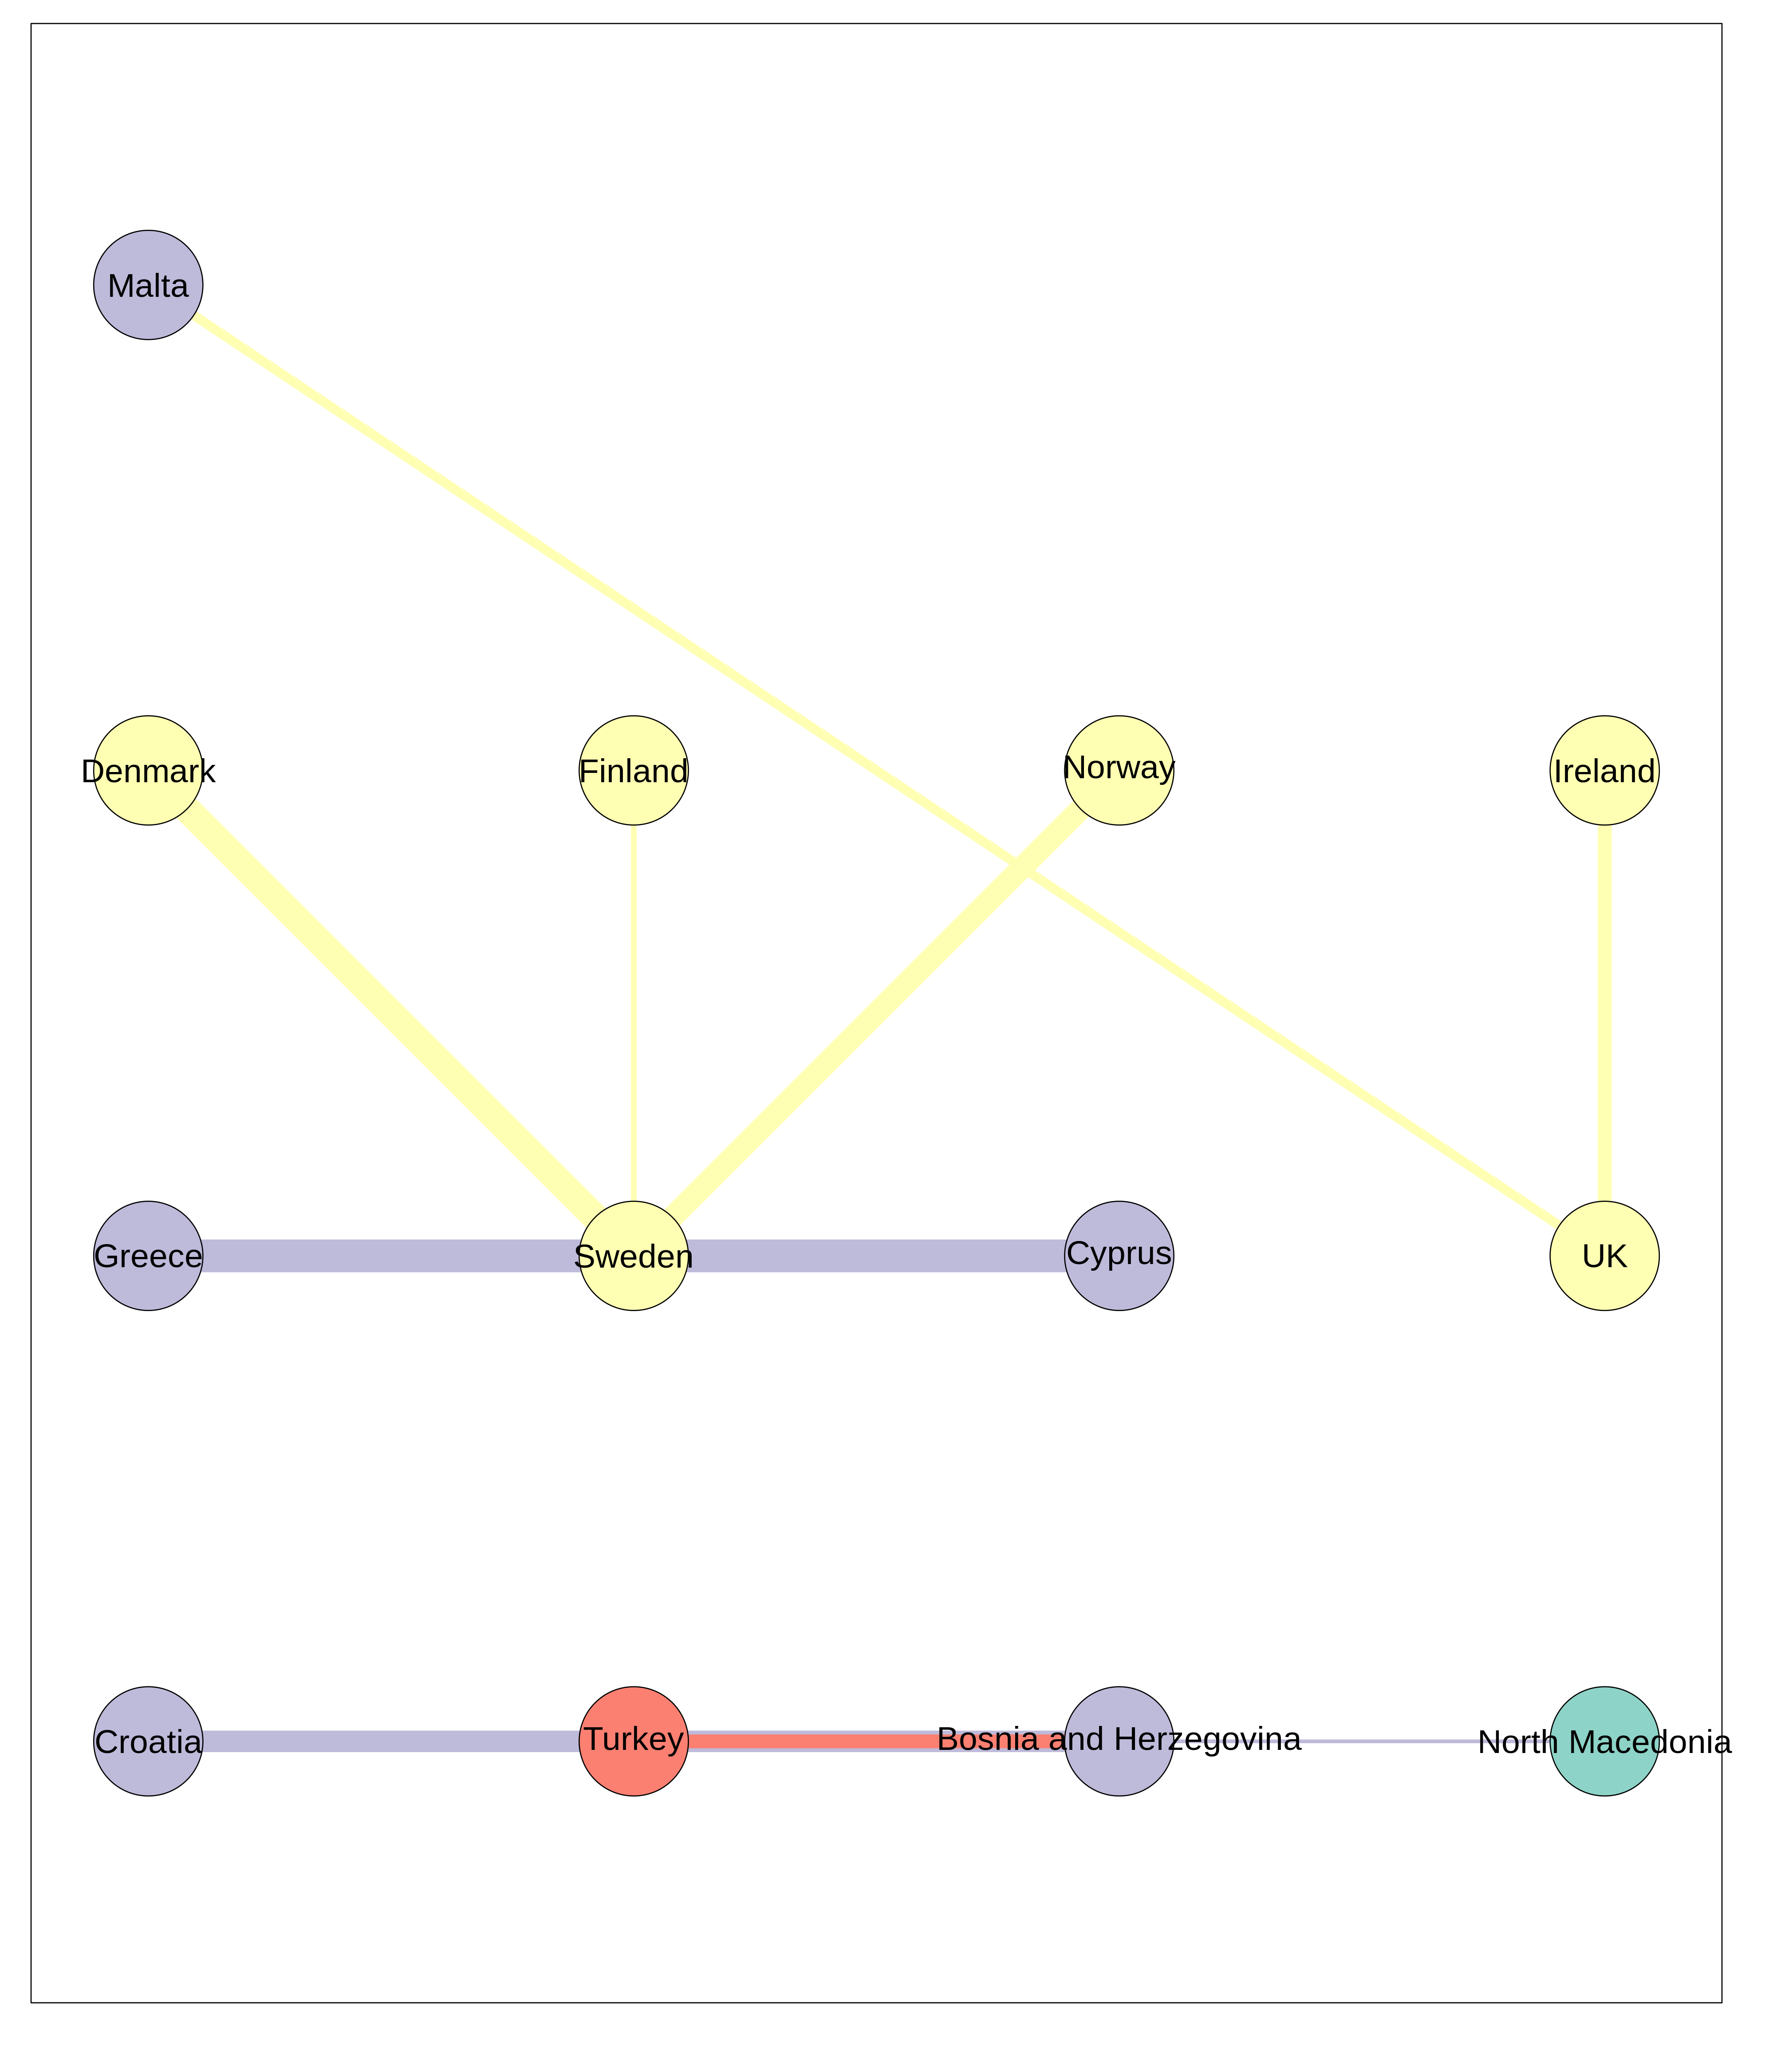 Malta
Denmark
Finland
Norway
Ireland
Greece
Sweden
Cyprus
UK
Croatia
Turkey
Bosnia and Herzegovina
North Macedonia